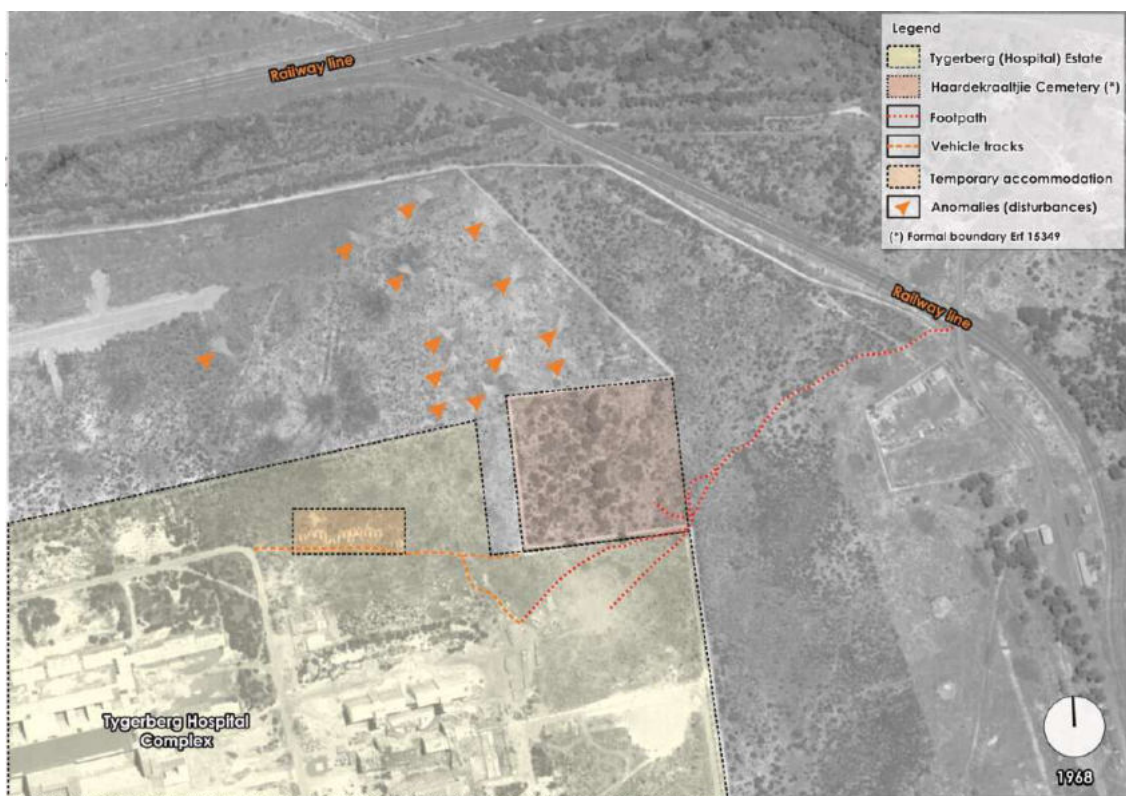 Railway line
Legend
Tygerberg (Hospital) Estate
Haardekraaltjie Cemetery (*)
Footpath
Vehicle tracks
Temporary accommodation
Anomalies (disturbances)
(*) Formal boundary Erf 15349
Railway line
Tygerberg Hospital
Complex
1968